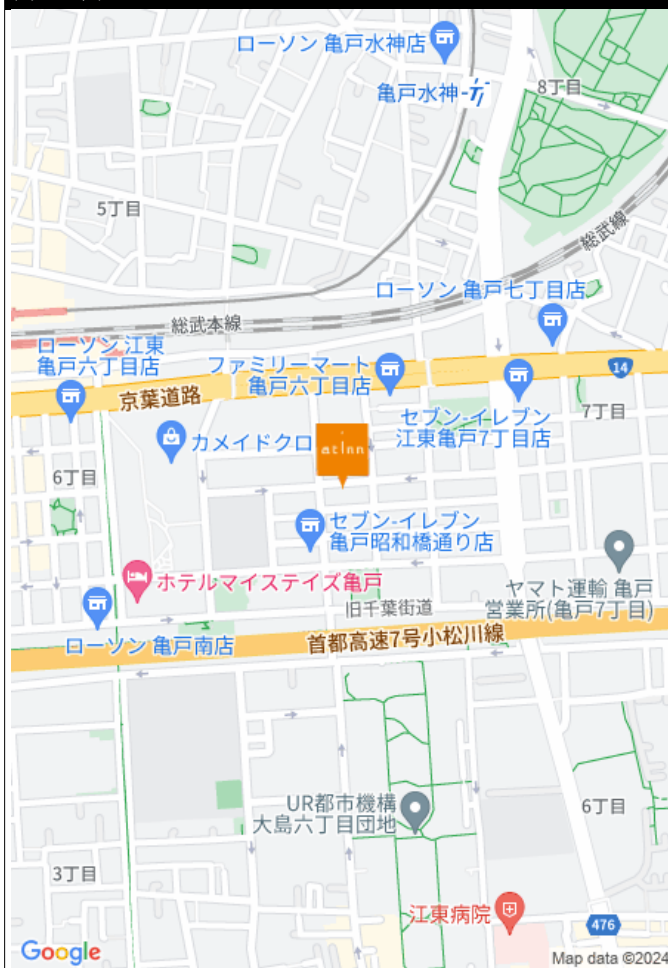 ローソン 亀戸水神店
亀戸水神
8丁目
5丁目
総武線
ローソン 亀戸七丁目店
総武本線
ローソン 江東
亀戸六丁目店
ファミリーマート
亀戸六丁目店
14
京葉道路
セブン-イレブン
江東亀戸7丁目店
7丁目
カメイドクロ
at inn
6丁目
セブン-イレブン
亀戸昭和橋通り店
ホテルマイステイズ亀戸
ヤマト運輸 亀戸
営業所(亀戸7丁目)
旧千葉街道
ローソン 亀戸南店
首都高速7号小松川線
UR都市機構
大島六丁目団地
6丁目
3丁目
江東病院
476
Google
Map data ©2024